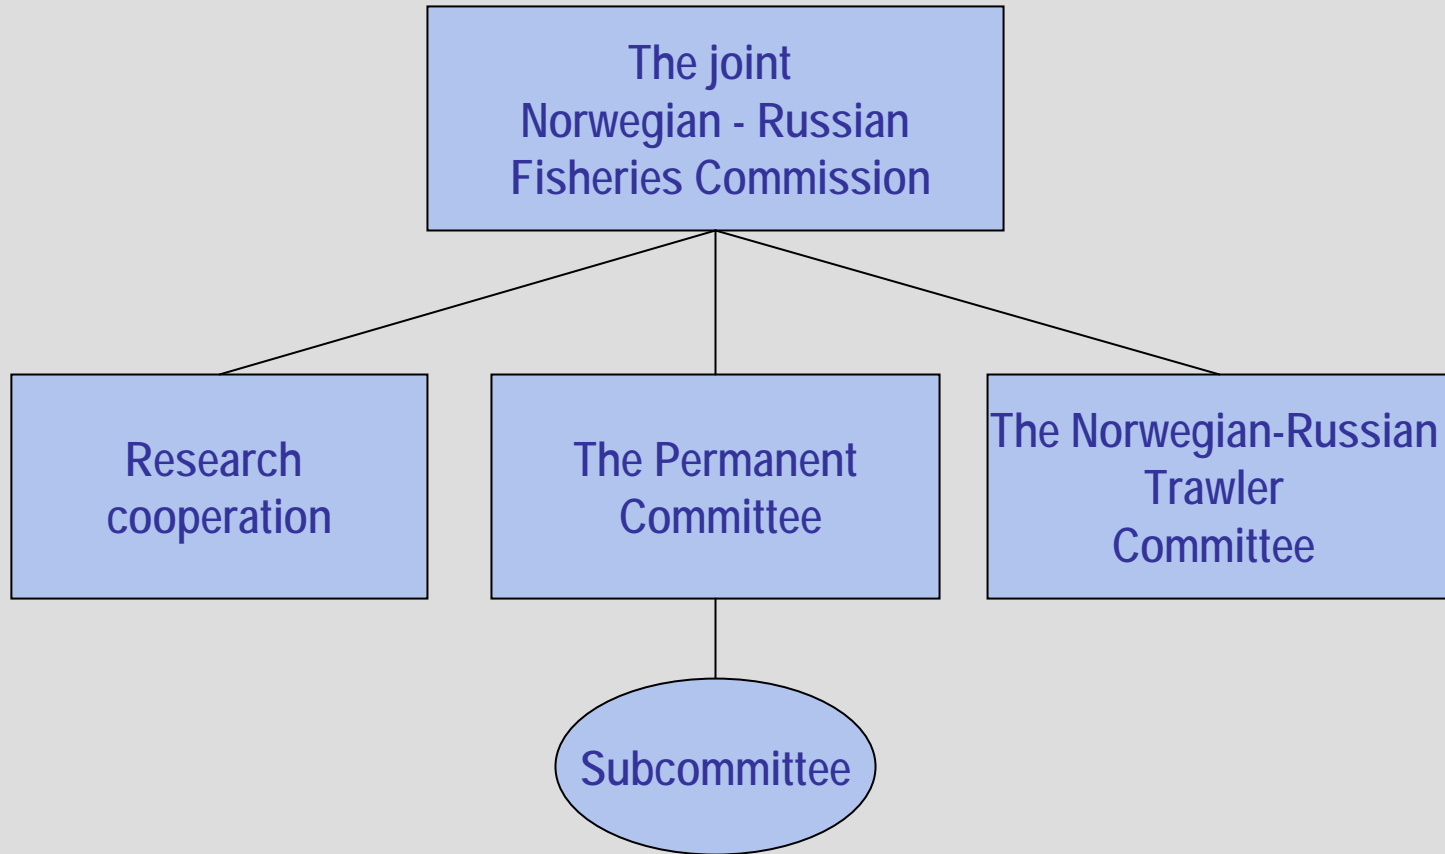 The joint
Norwegian - Russian
Fisheries Commission
Research
cooperation
The Permanent
Committee
The Norwegian-Russian
Trawler
Committee
Subcommittee